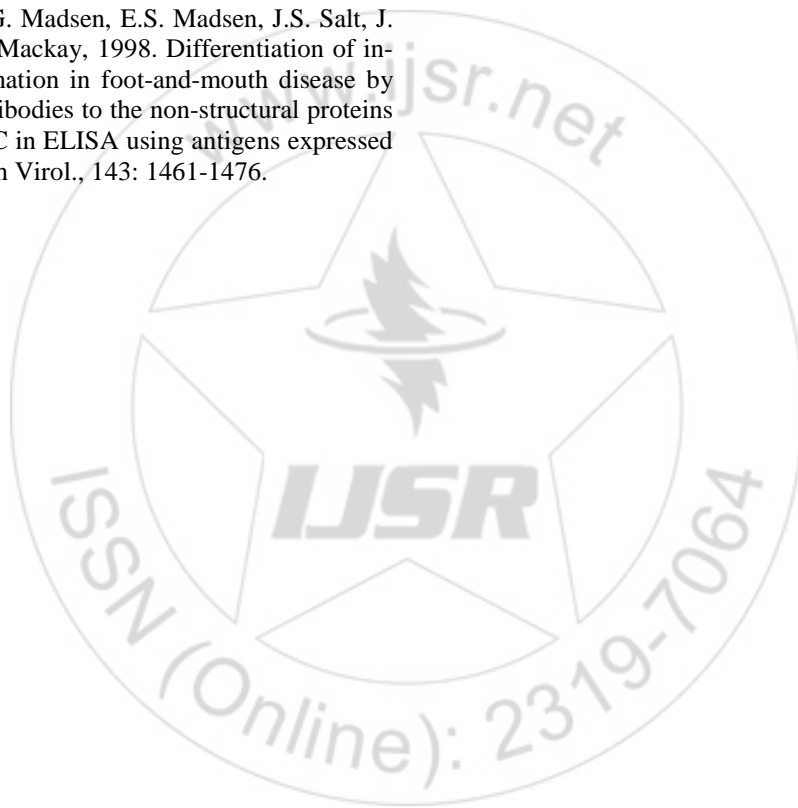 G. Madsen, E.S. Madsen, J.S. Salt, J.
Mackay, 1998. Differentiation of in-
nation in foot-and-mouth disease by
ibodies to the non-structural proteins
C in ELISA using antigens expressed
n Virol., 143: 1461-1476.
www.ijsr.net
IJSR
ISSN (Online): 2319-7064